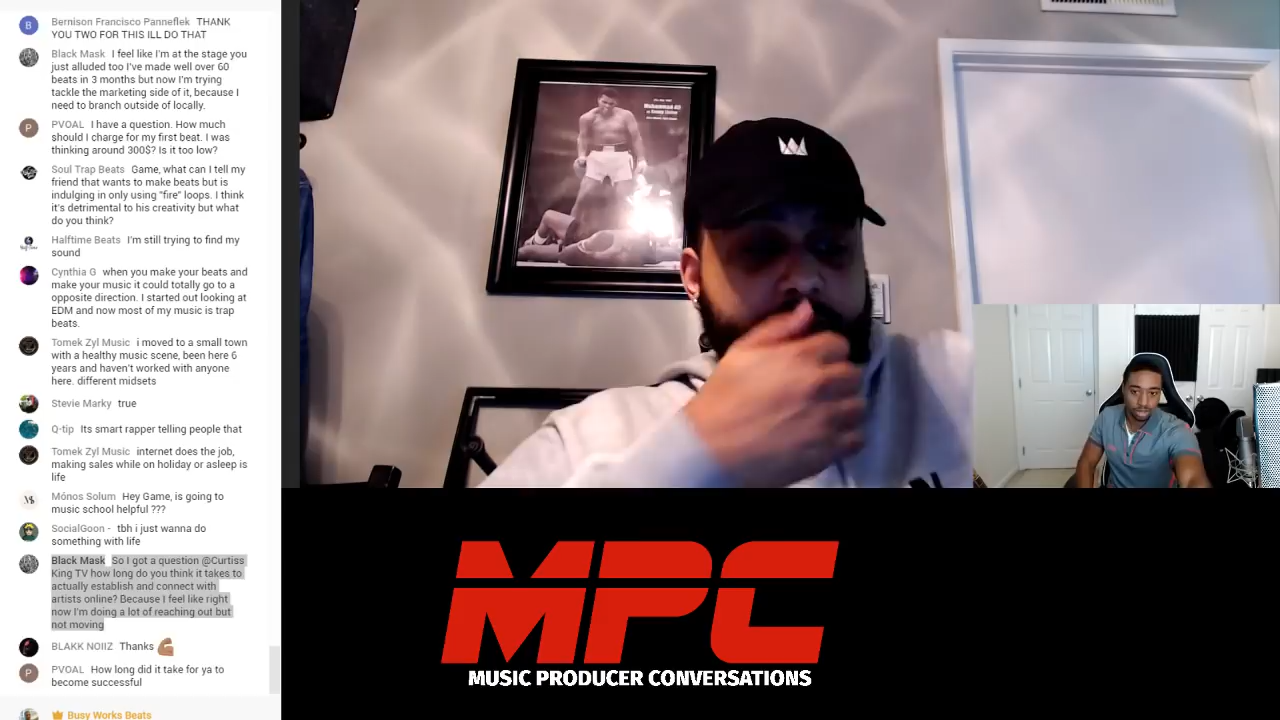 Bernison Francisco Panneflek THANK
YOU TWO FOR THIS ILL DO THAT
Black Mask I feel like I'm at the stage you
just alluded too I've made well over 60
beats in 3 months but now I'm trying
tackle the marketing side of it, because I
need to branch outside of locally.
P
PVOAL I have a question. How much
should I charge for my first beat. I was
thinking around 300$? Is it too low?
Soul Trap Beats Game, what can I tell my
friend that wants to make beats but is
indulging in only using "fire" loops. I think
it's detrimental to his creativity but what
do you think?
Halftime Beats I'm still trying to find my
sound
Cynthia G when you make your beats and
make your music it could totally go to a
opposite direction. I started out looking at
EDM and now most of my music is trap
beats.
Tomek Zyl Music i moved to a small town
with a healthy music scene, been here 6
years and haven't worked with anyone
here. different midsets
Stevie Marky true
Q-tip Its smart rapper telling people that
Tomek Zyl Music internet does the job,
making sales while on holiday or asleep is
life
Mónos Solum Hey Game, is going to
music school helpful ???
SocialGoon - tbh i just wanna do
something with life
Black Mask So I got a question @Curtiss
King TV how long do you think it takes to
actually establish and connect with
artists online? Because I feel like right
now I'm doing a lot of reaching out but
not moving
BLAKK NOIIZ Thanks
P
PVOAL How long did it take for ya to
become successful
Busy Works Beats
B
Muhammad Ali
MPC
MUSIC PRODUCER CONVERSATIONS